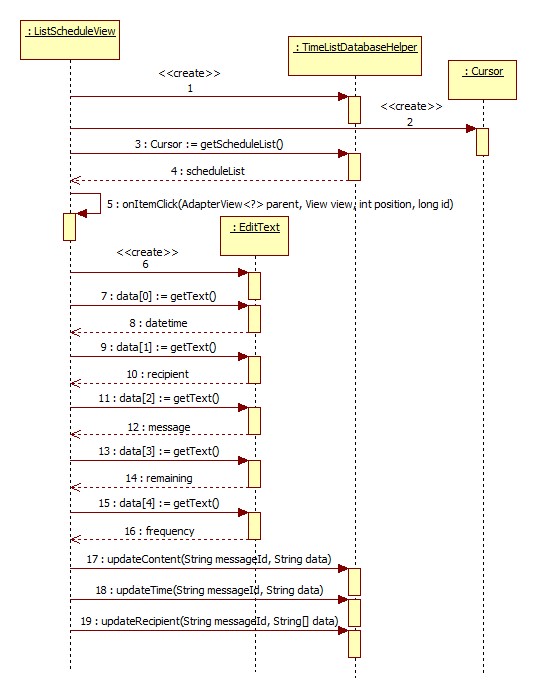 : ListScheduleView
: TimeListDatabaseHelper
: Cursor
<<create>>
1
<<create>>
2
3 : Cursor := getScheduleList()
4 : scheduleList
5 : onItemClick(AdapterView<?> parent, View view, int position, long id)
: EditText
<<create>>
6
7 : data[0] := getText()
8 : datetime
9 : data[1] := getText()
10 : recipient
11 : data[2] := getText()
12 : message
13 : data[3] := getText()
14 : remaining
15 : data[4] := getText()
16 : frequency
17 : updateContent(String messageId, String data)
18 : updateTime(String messageId, String data)
19 : updateRecipient(String messageId, String[] data)